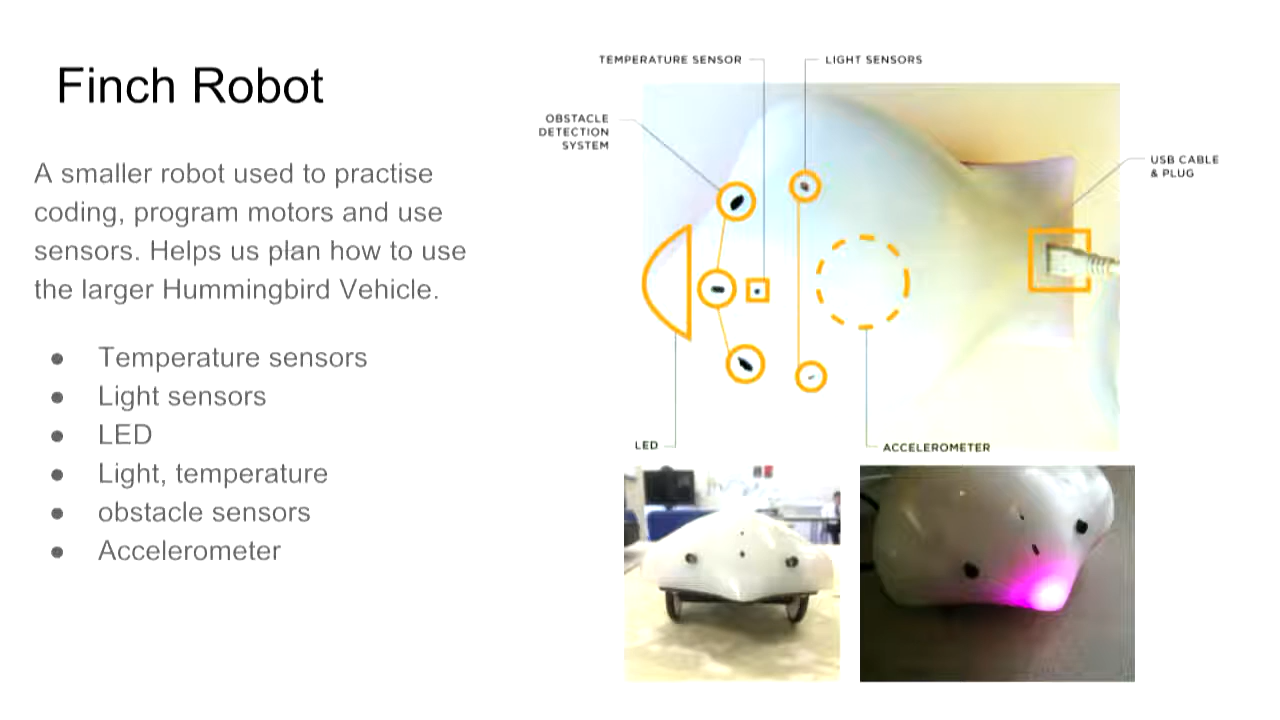 Finch Robot
A smaller robot used to practise
coding, program motors and use
sensors. Helps us plan how to use
the larger Hummingbird Vehicle.
● Temperature sensors
● Light sensors
● LED
● Light, temperature
● obstacle sensors
● Accelerometer
TEMPERATURE SENSOR
LIGHT SENSORS
OBSTACLE
DETECTION
SYSTEM
USB CABLE
& PLUG
LED
ACCELEROMETER